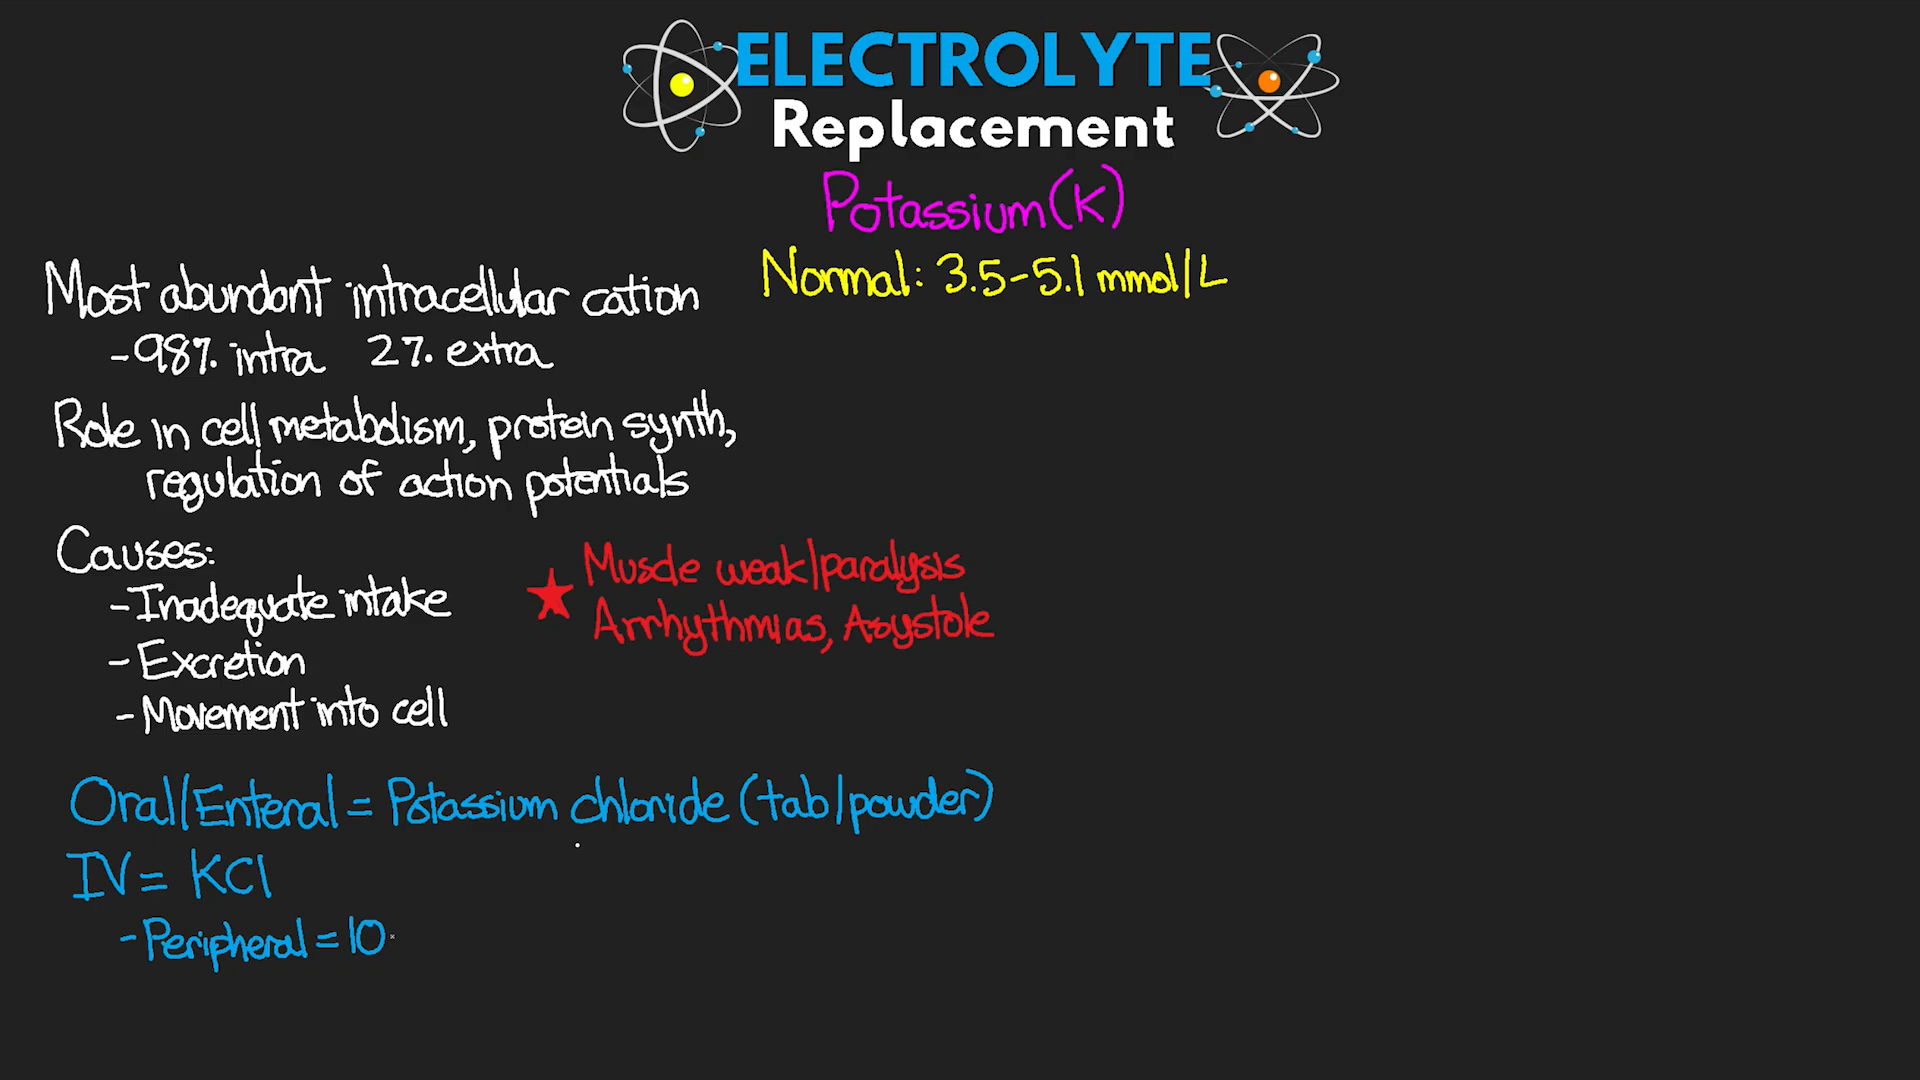 ELECTROLYTE
Replacement
Potassium (K)
Normal: 3.5-5.1 mmol/L
Most abundant intracellular cation
-98% intra 2% extra
Role in cell metabolism, protein synth,
regulation of action potentials
Causes:
-Inadequate intake
-Excretion
-Movement into cell
★ Muscle weak/paralysis
Arrhythmias, Asystole
Oral/Enteral = Potassium chloride (tab/powder)
IV = KCl
-Peripheral = 10